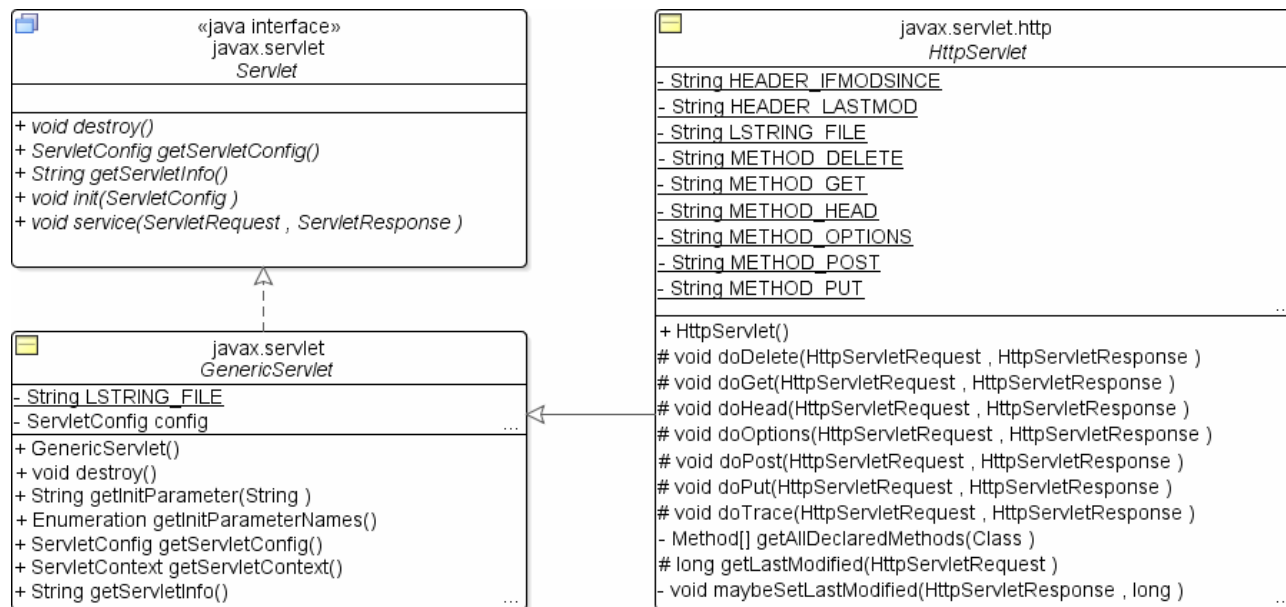 «java interface»
javax.servlet
Servlet
+ void destroy()
+ ServletConfig getServletConfig()
+ String getServletInfo()
+ void init(ServletConfig )
+ void service(ServletRequest , ServletResponse )
javax.servlet
GenericServlet
- String LSTRING_FILE
- ServletConfig config
...
+ GenericServlet()
+ void destroy()
+ String getInitParameter(String )
+ Enumeration getInitParameterNames()
+ ServletConfig getServletConfig()
+ ServletContext getServletContext()
+ String getServletInfo()
...
javax.servlet.http
HttpServlet
- String HEADER_IFMODSINCE
- String HEADER_LASTMOD
- String LSTRING_FILE
- String METHOD_DELETE
- String METHOD_GET
- String METHOD_HEAD
- String METHOD_OPTIONS
- String METHOD_POST
- String METHOD_PUT
...
+ HttpServlet()
# void doDelete(HttpServletRequest , HttpServletResponse )
# void doGet(HttpServletRequest , HttpServletResponse )
# void doHead(HttpServletRequest , HttpServletResponse )
# void doOptions(HttpServletRequest , HttpServletResponse )
# void doPost(HttpServletRequest , HttpServletResponse )
# void doPut(HttpServletRequest , HttpServletResponse )
# void doTrace(HttpServletRequest , HttpServletResponse )
- Method[] getAllDeclaredMethods(Class )
# long getLastModified(HttpServletRequest )
- void maybeSetLastModified(HttpServletResponse , long )
...